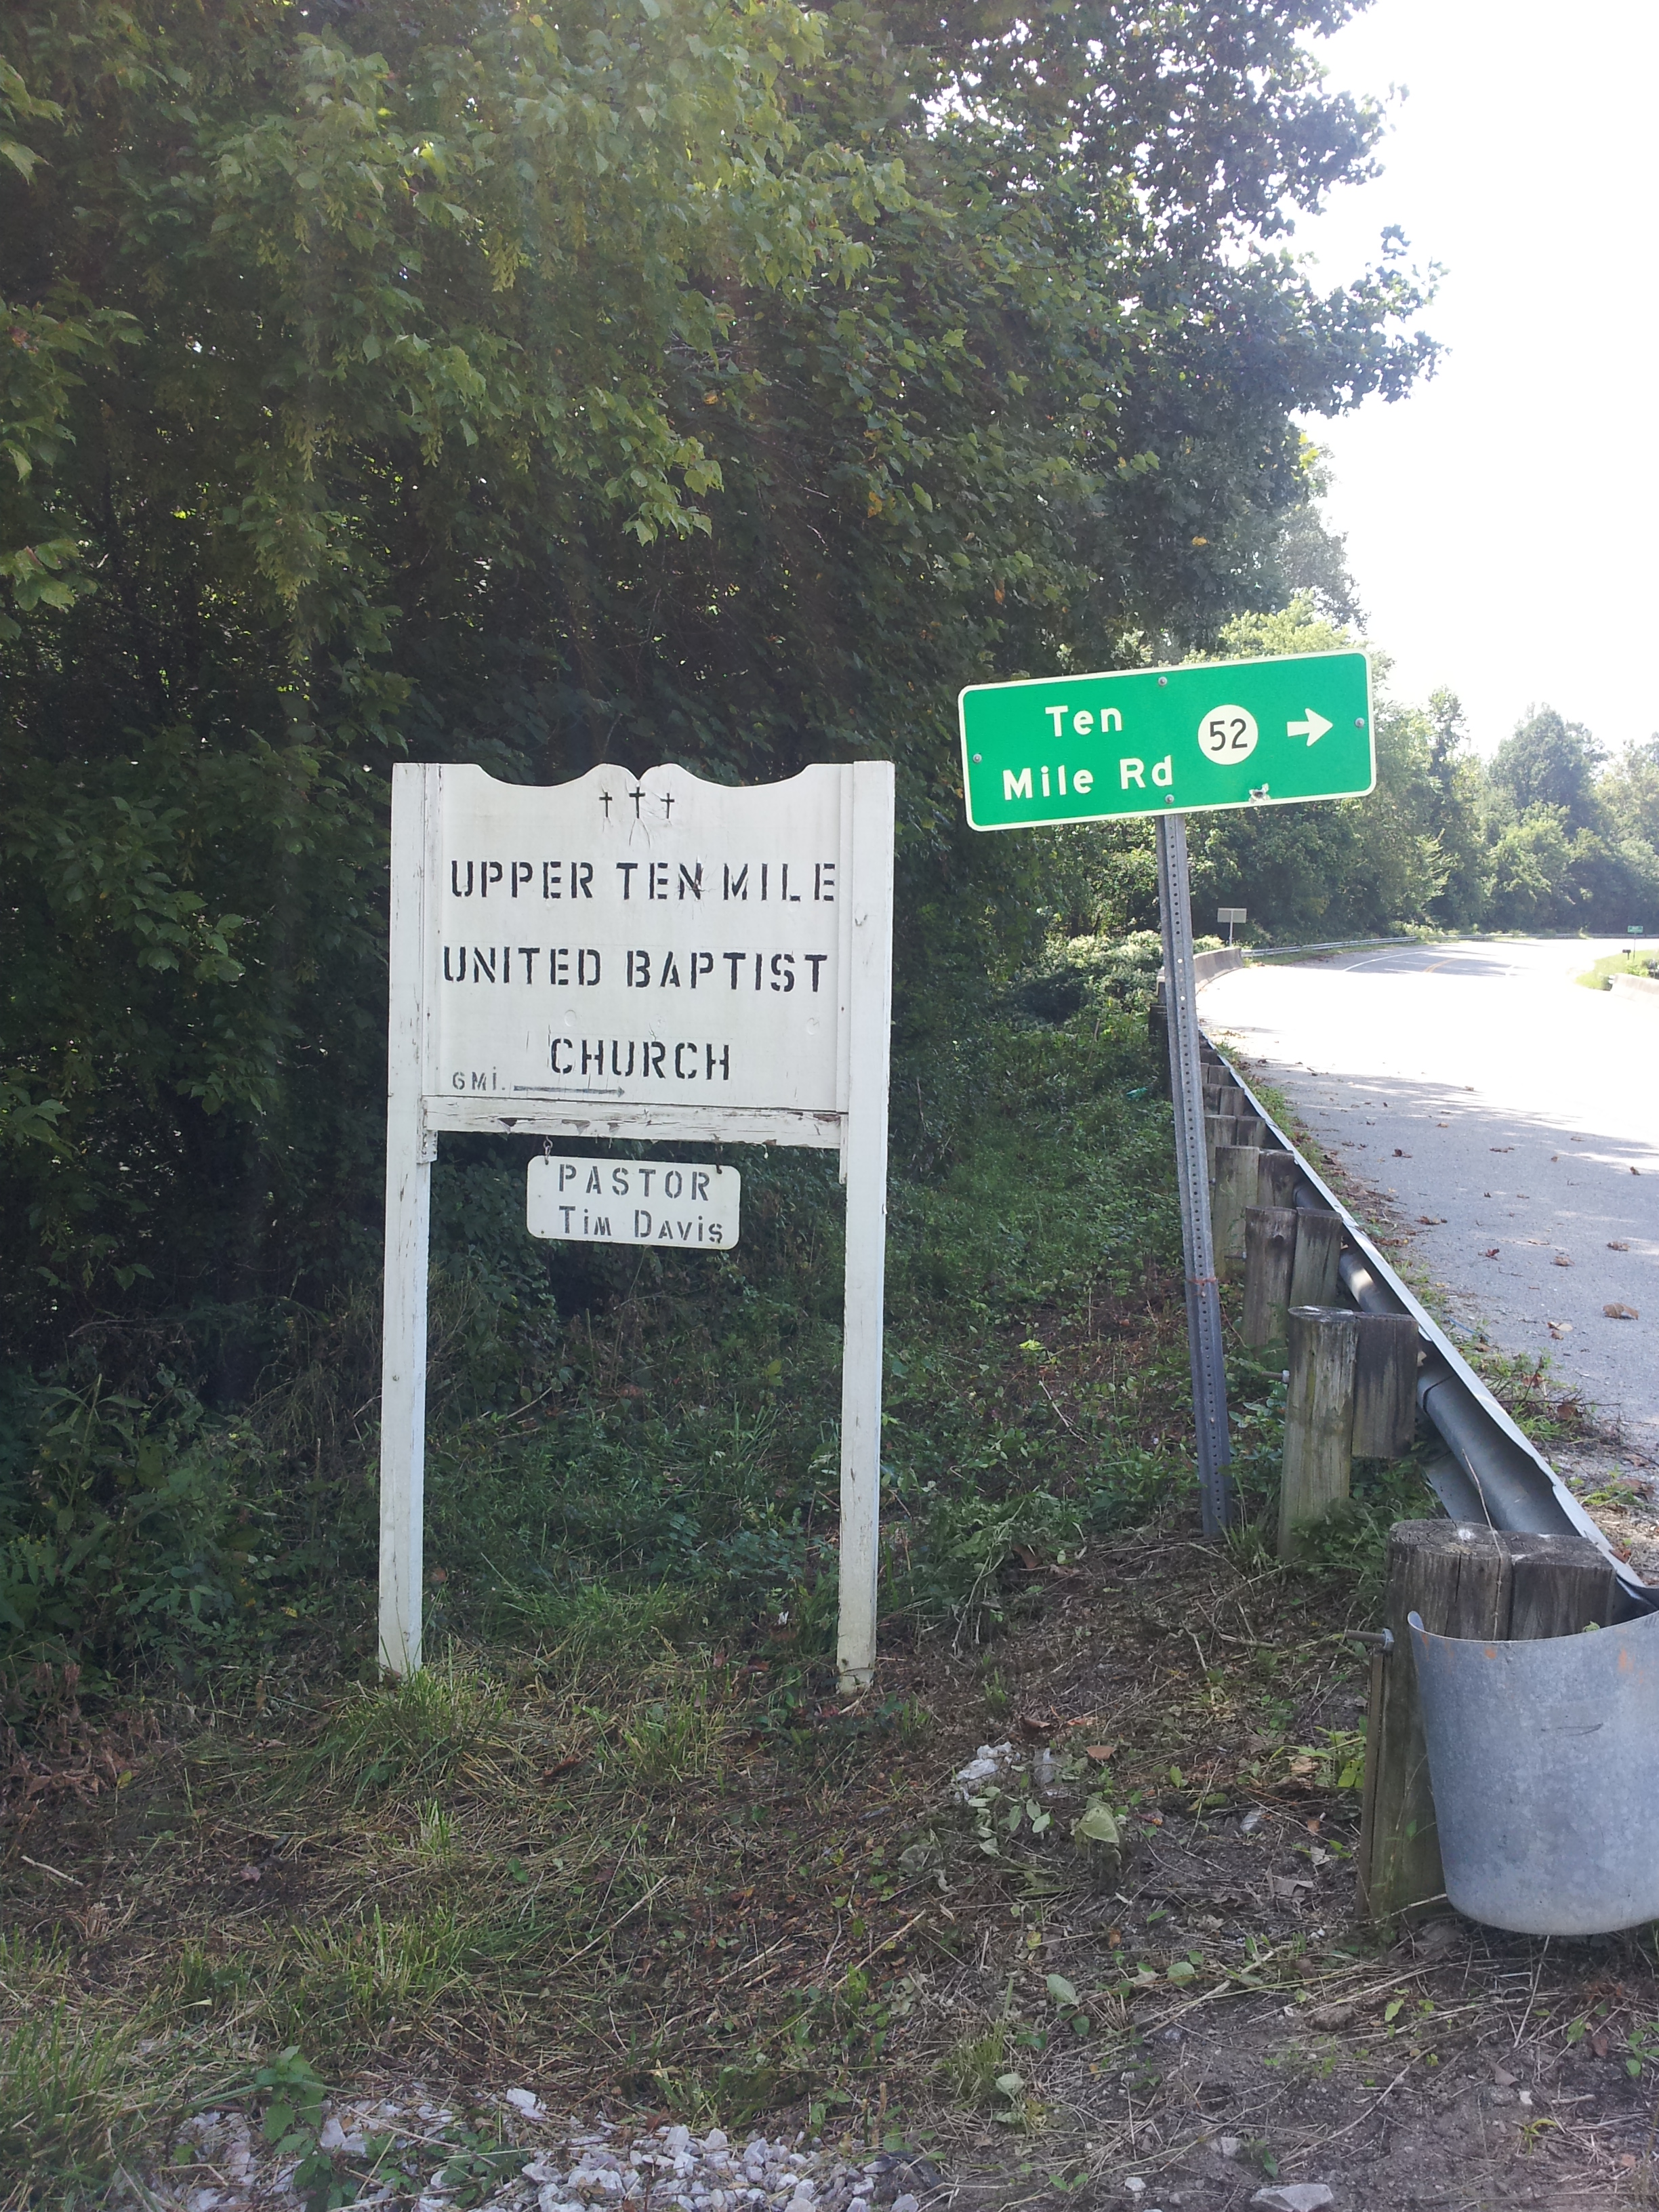 UPPER TEN MILE
UNITED BAPTIST
CHURCH
6 Mi.
PASTOR
Tim Davis
Ten
Mile Rd
52